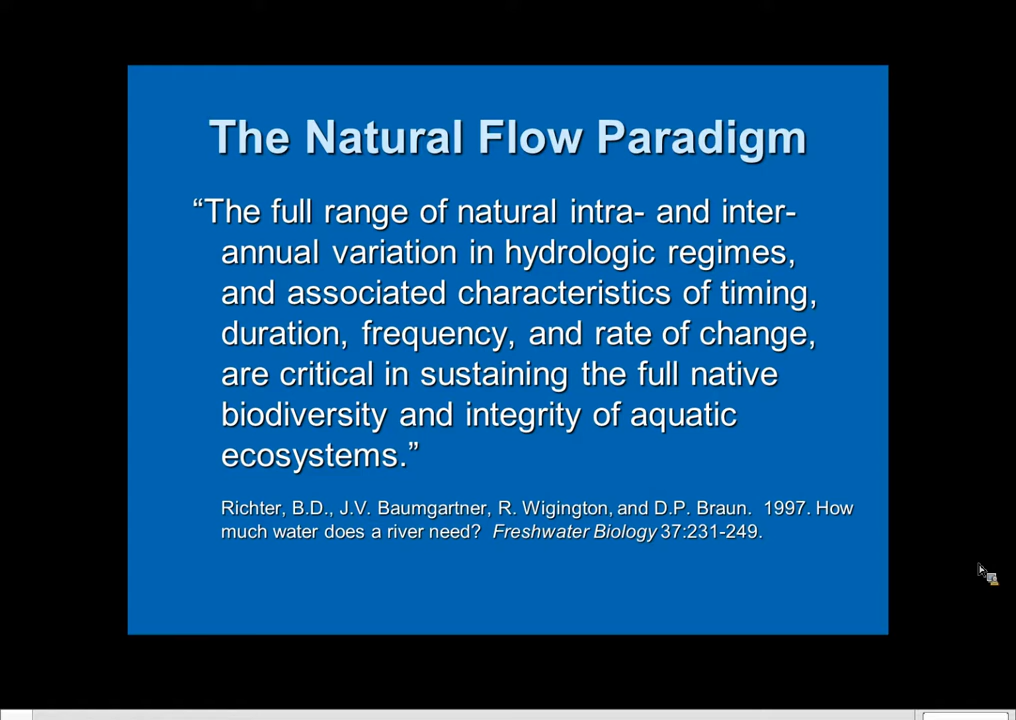 The Natural Flow Paradigm
“The full range of natural intra- and inter-
annual variation in hydrologic regimes,
and associated characteristics of timing,
duration, frequency, and rate of change,
are critical in sustaining the full native
biodiversity and integrity of aquatic
ecosystems.”
Richter, B.D., J.V. Baumgartner, R. Wigington, and D.P. Braun.  1997. How
much water does a river need?  Freshwater Biology 37:231-249.